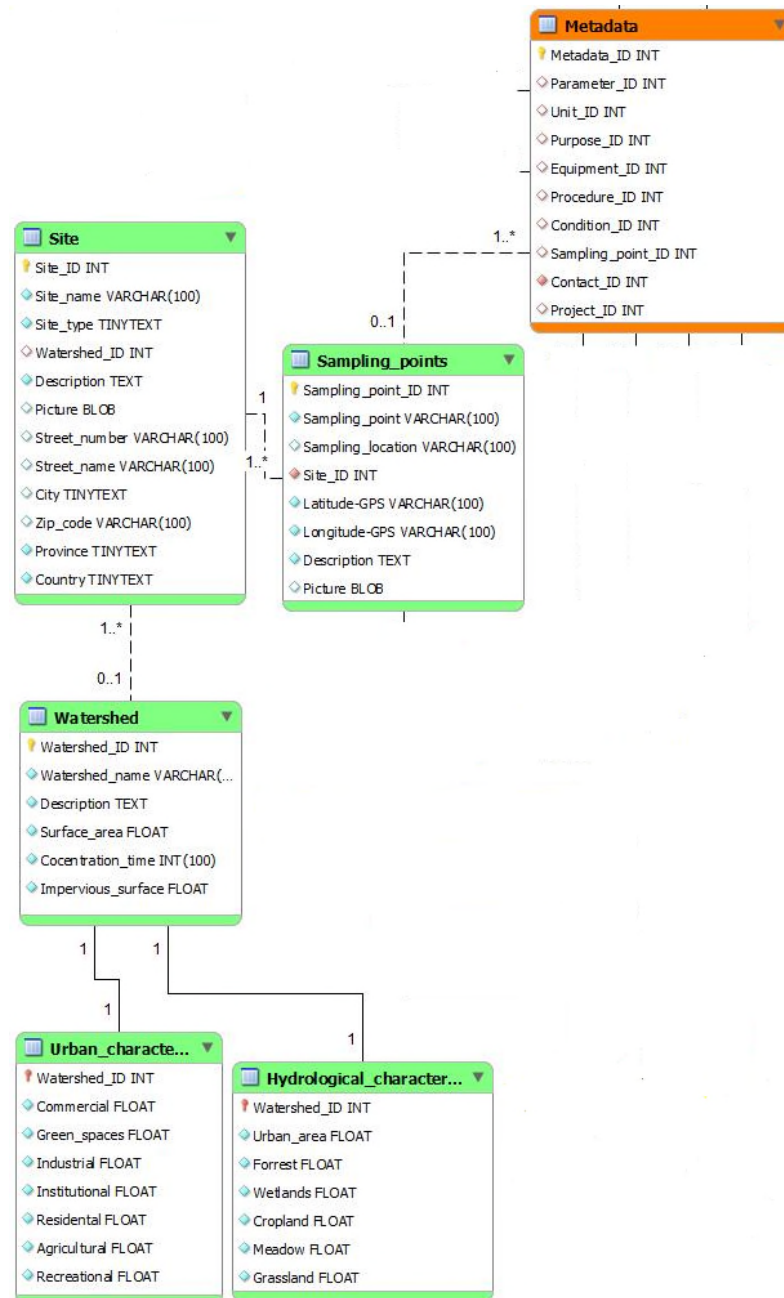 Metadata
Metadata_ID INT
Parameter_ID INT
Unit_ID INT
Purpose_ID INT
Equipment_ID INT
Procedure_ID INT
Condition_ID INT
Sampling_point_ID INT
Contact_ID INT
Project_ID INT
1..*
0..1
Site
Site_ID INT
Site_name VARCHAR(100)
Site_type TINYTEXT
Watershed_ID INT
Description TEXT
Picture BLOB
Street_number VARCHAR(100)
Street_name VARCHAR(100)
City TINYTEXT
Zip_code VARCHAR(100)
Province TINYTEXT
Country TINYTEXT
1
1..*
Sampling_points
Sampling_point_ID INT
Sampling_point VARCHAR(100)
Sampling_location VARCHAR(100)
Site_ID INT
Latitude-GPS VARCHAR(100)
Longitude-GPS VARCHAR(100)
Description TEXT
Picture BLOB
1..*
0..1
Watershed
Watershed_ID INT
Watershed_name VARCHAR(...
Description TEXT
Surface_area FLOAT
Cocentration_time INT(100)
Impervious_surface FLOAT
1
1
1
1
Urban_characte...
Watershed_ID INT
Commercial FLOAT
Green_spaces FLOAT
Industrial FLOAT
Institutional FLOAT
Residental FLOAT
Agricultural FLOAT
Recreational FLOAT
Hydrological_character...
Watershed_ID INT
Urban_area FLOAT
Forrest FLOAT
Wetlands FLOAT
Cropland FLOAT
Meadow FLOAT
Grassland FLOAT